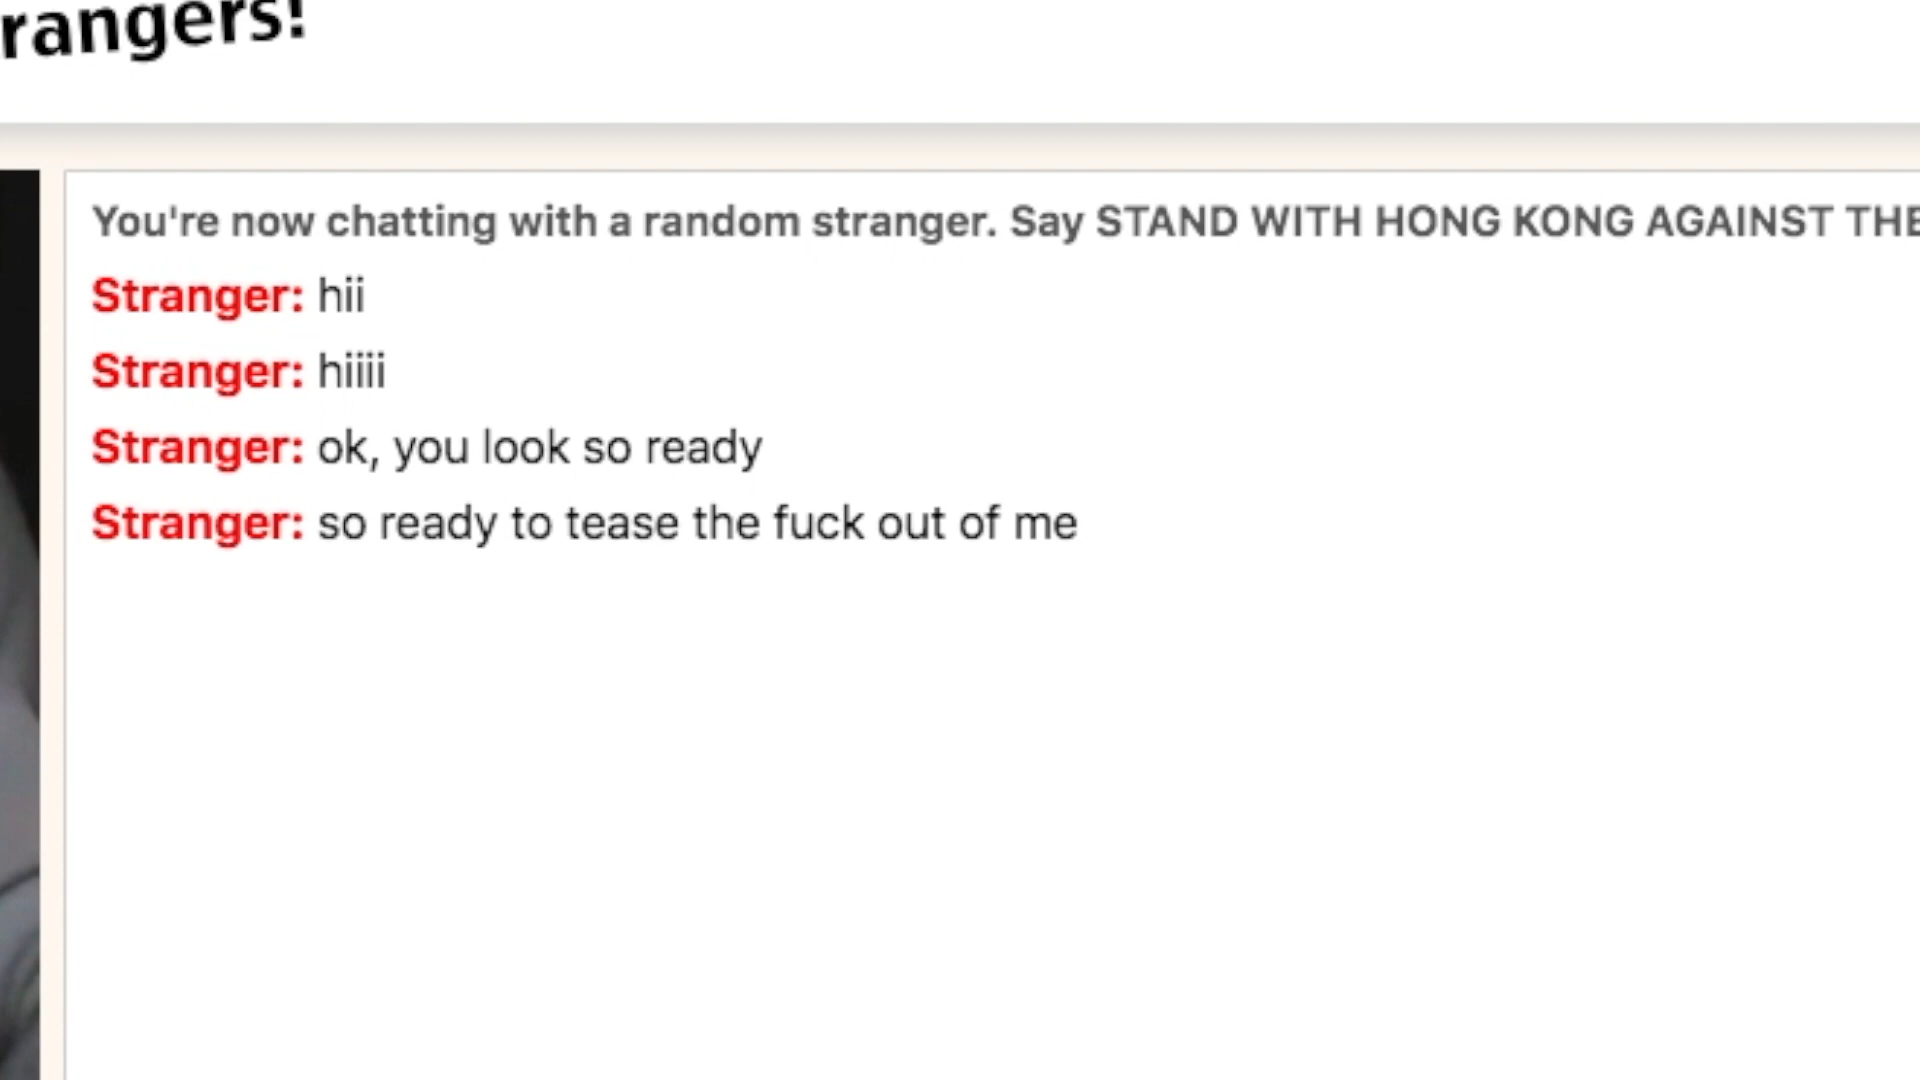 rangers!
You're now chatting with a random stranger. Say STAND WITH HONG KONG AGAINST THE
Stranger: hii
Stranger: hiiii
Stranger: ok, you look so ready
Stranger: so ready to tease the fuck out of me